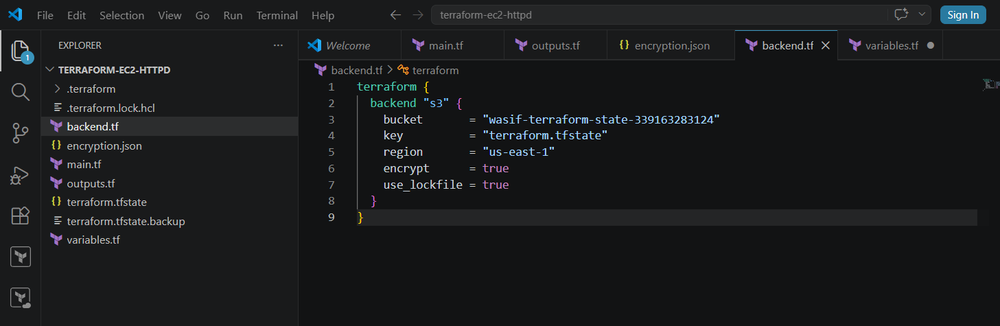 File Edit Selection View Go Run Terminal Help
terraform-ec2-httpd
Sign In
1
EXPLORER
TERRAFORM-EC2-HTTPD
.terraform
.terraform.lock.hcl
backend.tf
encryption.json
main.tf
outputs.tf
terraform.tfstate
terraform.tfstate.backup
variables.tf
Welcome main.tf outputs.tf encryption.json backend.tf variables.tf
backend.tf > terraform
1 terraform {
2 backend "s3" {
3 bucket = "wasif-terraform-state-339163283124"
4 key = "terraform.tfstate"
5 region = "us-east-1"
6 encrypt = true
7 use_lockfile = true
8 }
9 }